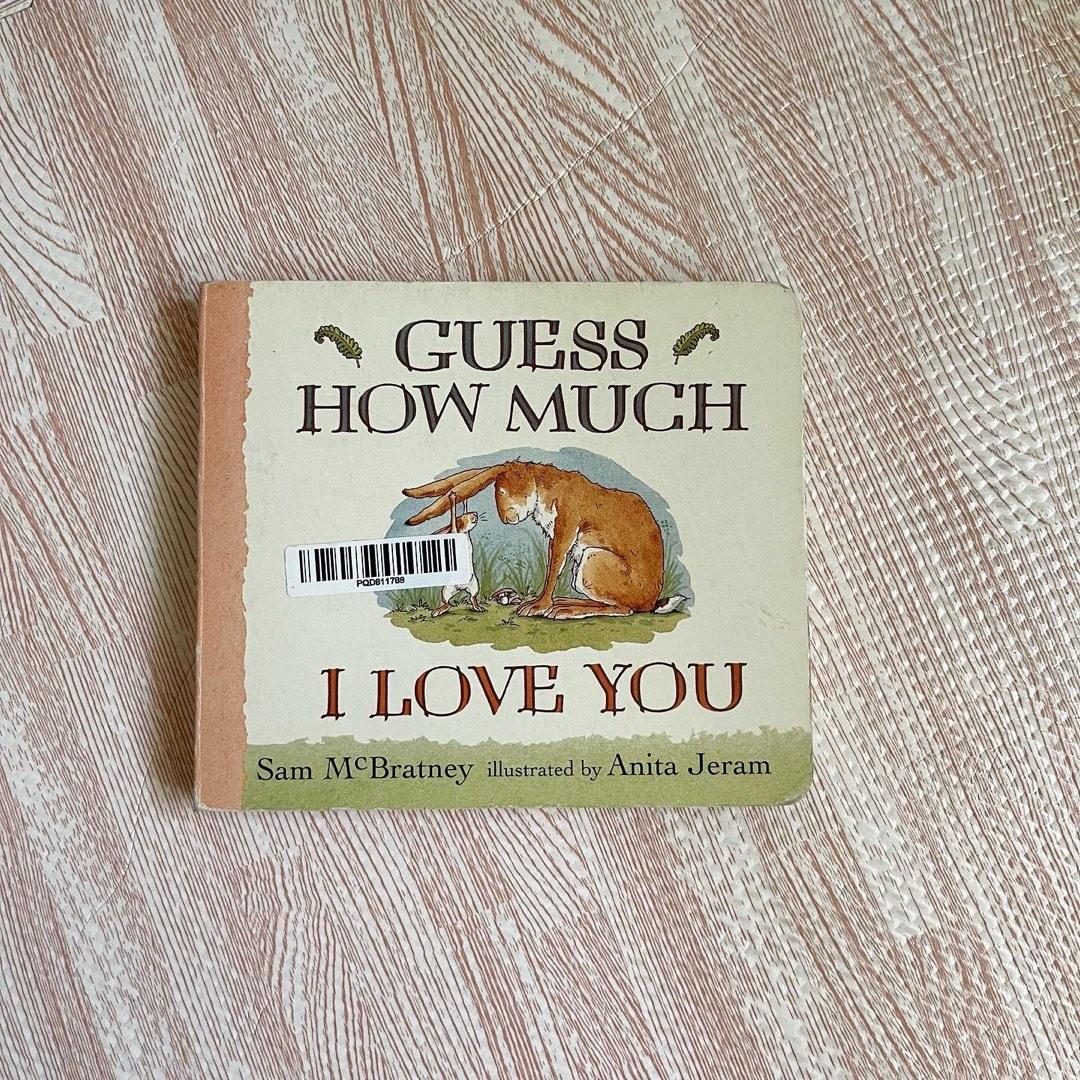 GUESS
HOW MUCH
PQD811788
I LOVE YOU
Sam McBratney illustrated by Anita Jeram